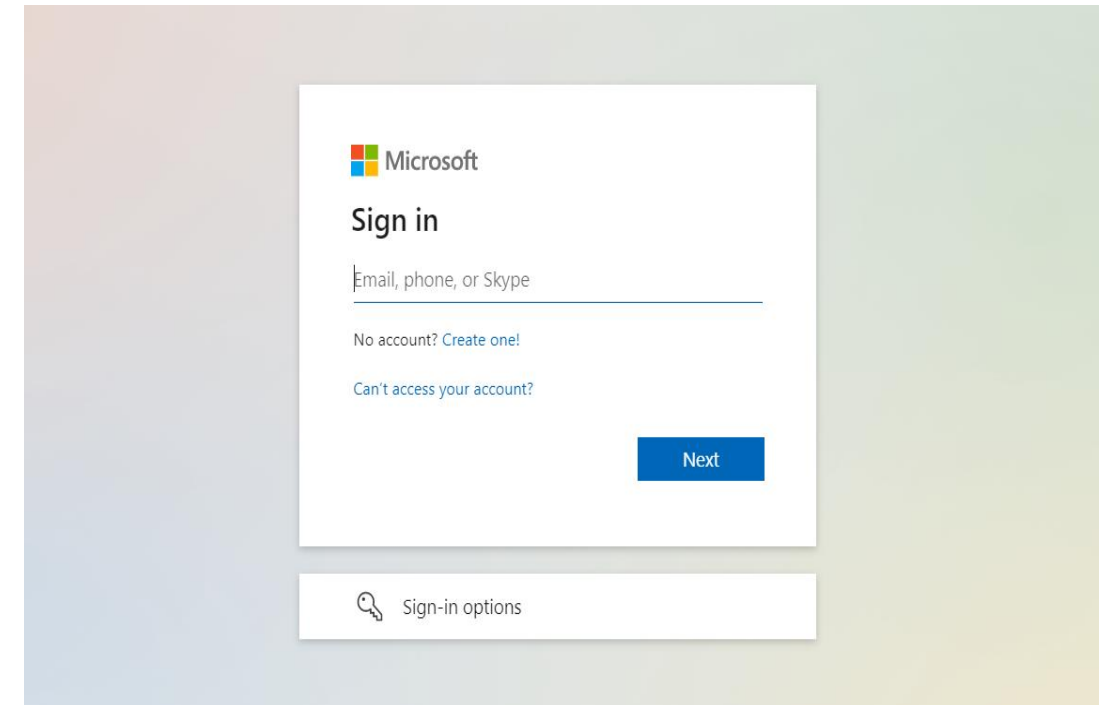 Microsoft
Sign in
Email, phone, or Skype
No account? Create one!
Can't access your account?
Next
Sign-in options